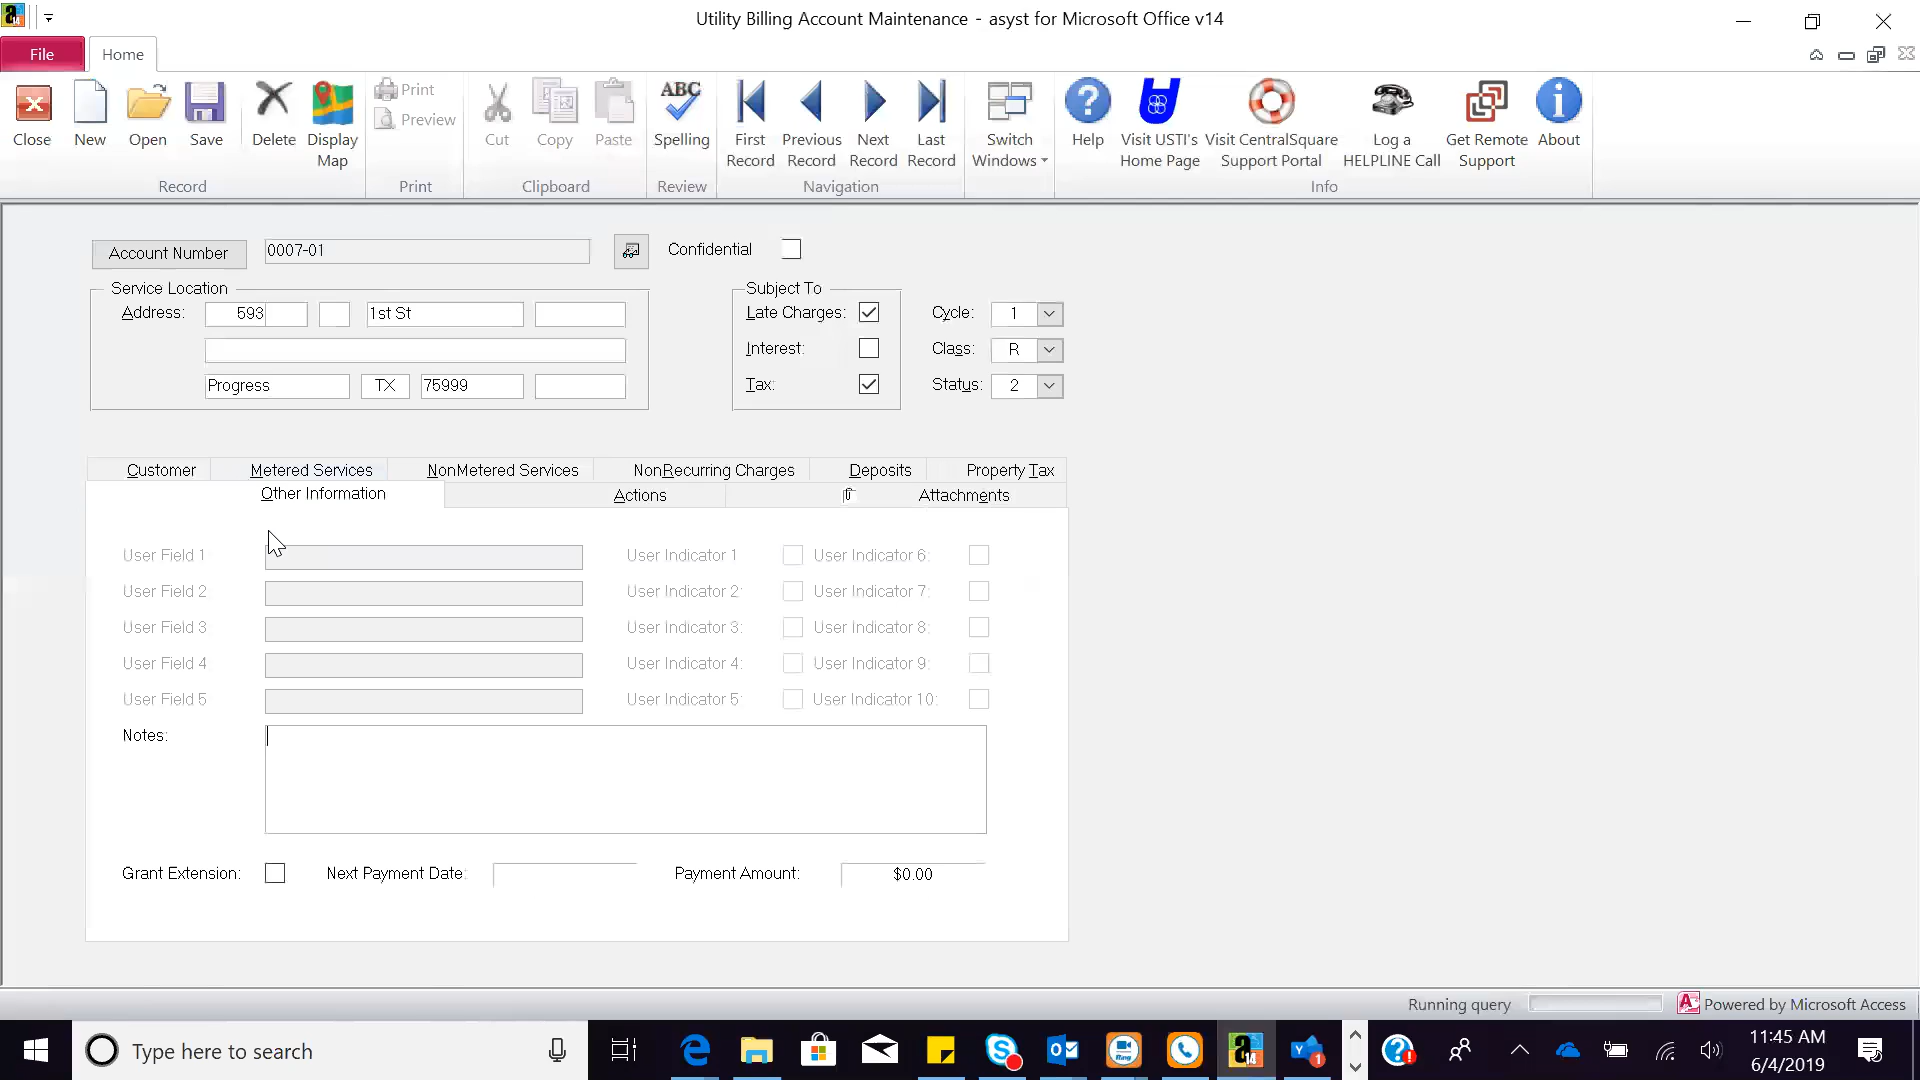 Utility Billing Account Maintenance - asyst for Microsoft Office v14
File
Home
Close
New
Open
Save
Delete
Display Map
Record
Print
Preview
Print
Cut
Copy
Paste
Clipboard
ABC
Spelling
Review
First Record
Previous Record
Next Record
Last Record
Navigation
Switch Windows
Help
Visit USTI's Home Page
Visit CentralSquare Support Portal
Log a HELPLINE Call
Get Remote Support
About
Info
Account Number
0007-01
Confidential
Service Location
Address:
593
1st St
Progress
TX
75999
Subject To
Late Charges:
Interest:
Tax:
Cycle:
1
Class:
R
Status:
2
Customer
Metered Services
NonMetered Services
NonRecurring Charges
Deposits
Property Tax
Other Information
Actions
Attachments
User Field 1
User Indicator 1
User Indicator 6:
User Field 2
User Indicator 2:
User Indicator 7:
User Field 3
User Indicator 3:
User Indicator 8:
User Field 4
User Indicator 4:
User Indicator 9:
User Field 5
User Indicator 5:
User Indicator 10:
Notes:
Grant Extension:
Next Payment Date:
Payment Amount:
$0.00
Running query
Powered by Microsoft Access
Type here to search
11:45 AM
6/4/2019